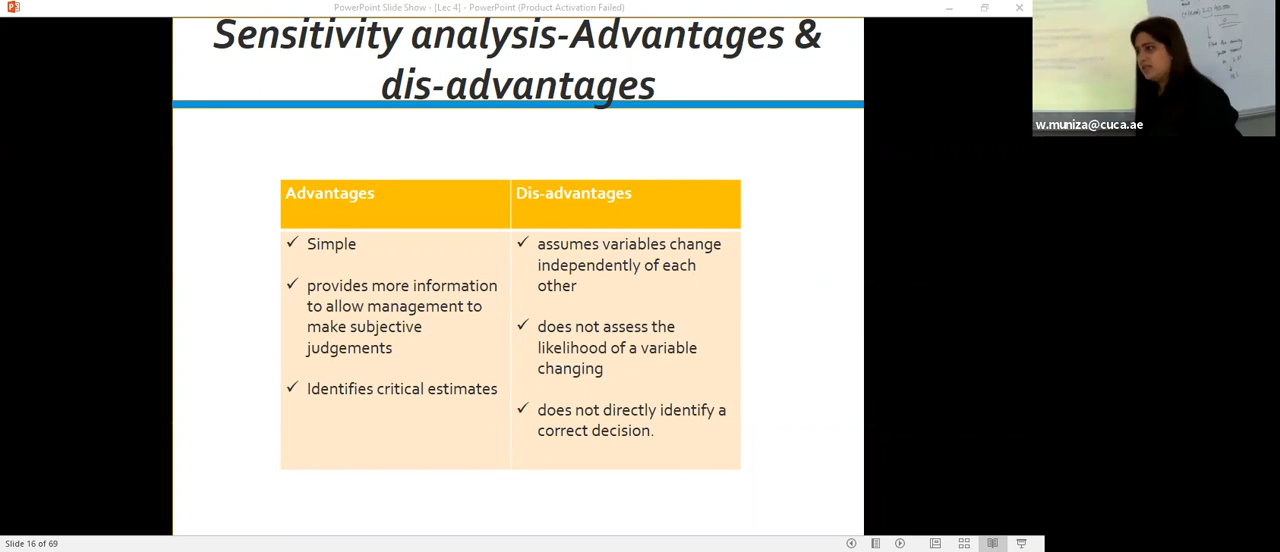 PowerPoint Slide Show - [Lec 4] - PowerPoint (Product Activation Failed)
Sensitivity analysis-Advantages &
dis-advantages
w.muniza@cuca.ae
Advantages
Simple
provides more information
to allow management to
make subjective
judgements
Identifies critical estimates
Dis-advantages
assumes variables change
independently of each
other
does not assess the
likelihood of a variable
changing
does not directly identify a
correct decision.
Slide 16 of 69